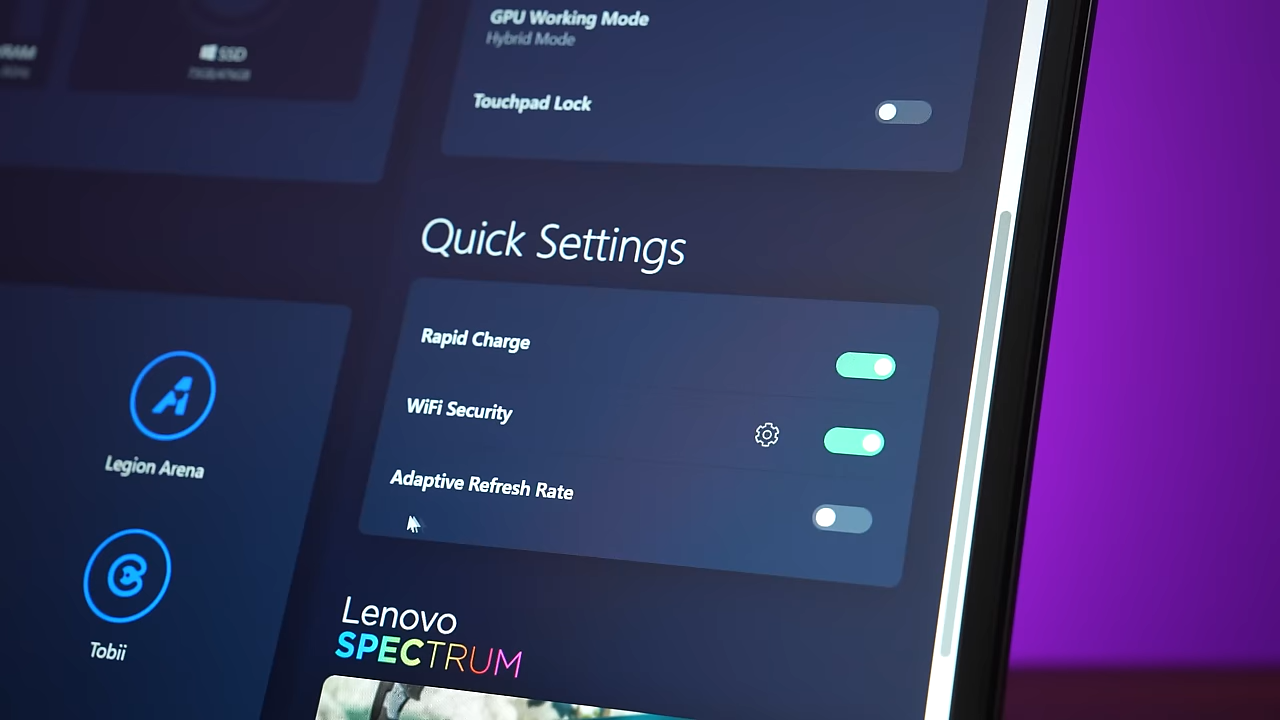 GPU Working Mode
Hybrid Mode
SSD
Touchpad Lock
Quick Settings
Rapid Charge
WiFi Security
Adaptive Refresh Rate
Legion Arena
Tobii
Lenovo
SPECTRUM